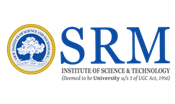 SRM
INSTITUTE OF SCIENCE & TECHNOLOGY
(Deemed to be University u/s 3 of UGC Act, 1956)